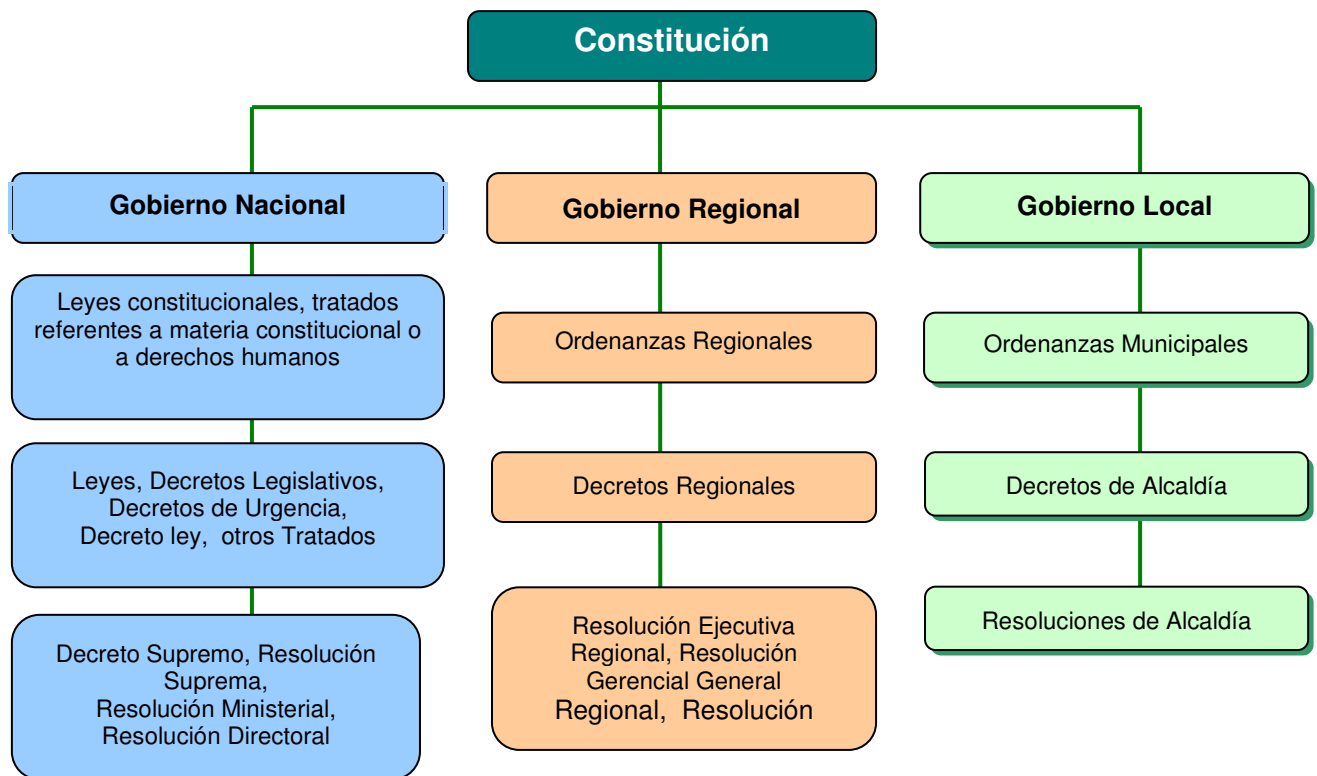 Constitución
Gobierno Nacional
Leyes constitucionales, tratados
referentes a materia constitucional o
a derechos humanos
Leyes, Decretos Legislativos,
Decretos de Urgencia,
Decreto ley, otros Tratados
Decreto Supremo, Resolución
Suprema,
Resolución Ministerial,
Resolución Directoral
Gobierno Regional
Ordenanzas Regionales
Decretos Regionales
Resolución Ejecutiva
Regional, Resolución
Gerencial General
Regional, Resolución
Gobierno Local
Ordenanzas Municipales
Decretos de Alcaldía
Resoluciones de Alcaldía